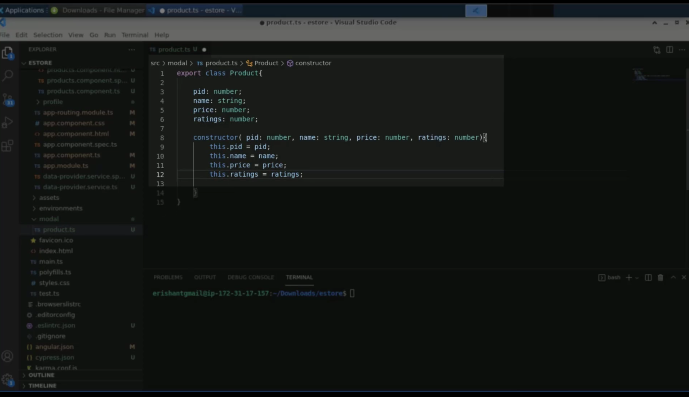 Applications
Downloads - File Manager
● product.ts - estore - V...
● product.ts - estore - Visual Studio Code
File Edit Selection View Go Run Terminal Help
EXPLORER
product.ts U ●
ESTORE
src > modal > TS product.ts > Product > constructor
products.component.ts... U
products.component.sp... U
products.component.ts U
> profile
app-routing.module.ts M
app.component.css M
app.component.html M
app.component.spec.ts
app.component.ts M
app.module.ts M
data-provider.service.sp... U
data-provider.service.ts U
> assets
> environments
modal
product.ts U
favicon.ico
index.html
main.ts
polyfills.ts
styles.css
test.ts
.browserslistrc
.editorconfig
.eslintrc.json U
.gitignore
angular.json M
cypress.json U
karma.conf.js
> OUTLINE
> TIMELINE
1 export class Product{
2
3 pid: number;
4 name: string;
5 price: number;
6 ratings: number;
7
8 constructor( pid: number, name: string, price: number, ratings: number){
9 this.pid = pid;
10 this.name = name;
11 this.price = price;
12 this.ratings = ratings;
13
14 }
15 }
PROBLEMS OUTPUT DEBUG CONSOLE TERMINAL
bash
erishantgmail@ip-172-31-17-157:~/Downloads/estore$